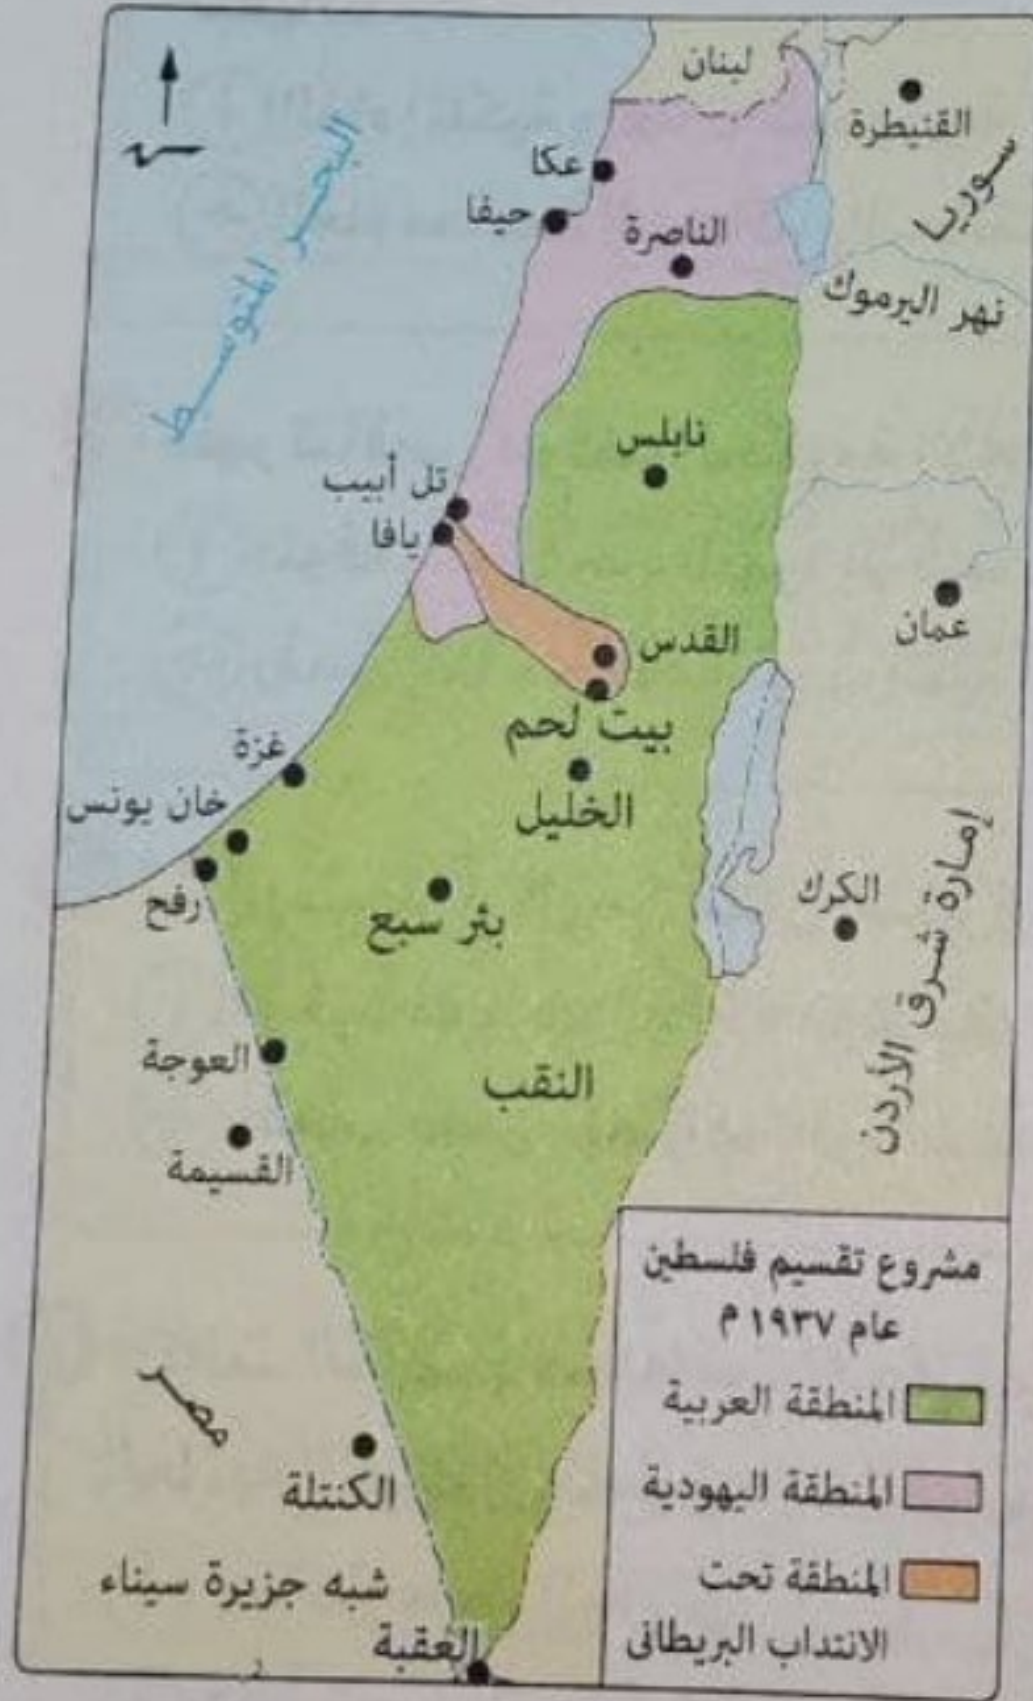 لبنان
القنيطرة
سوريا
عكا
حيفا
الناصرة
البحر المتوسط
نهر اليرموك
نابلس
تل أبيب
يافا
عمان
القدس
بيت لحم
الخليل
غزة
خان يونس
رفح
بئر سبع
الكرك
إمارة شرق الأردن
العوجة
النقب
القسيمة
مصر
الكنتلة
شبه جزيرة سيناء
العقبة
مشروع تقسيم فلسطين
عام ١٩٣٧ م
المنطقة العربية
المنطقة اليهودية
المنطقة تحت
الانتداب البريطانى